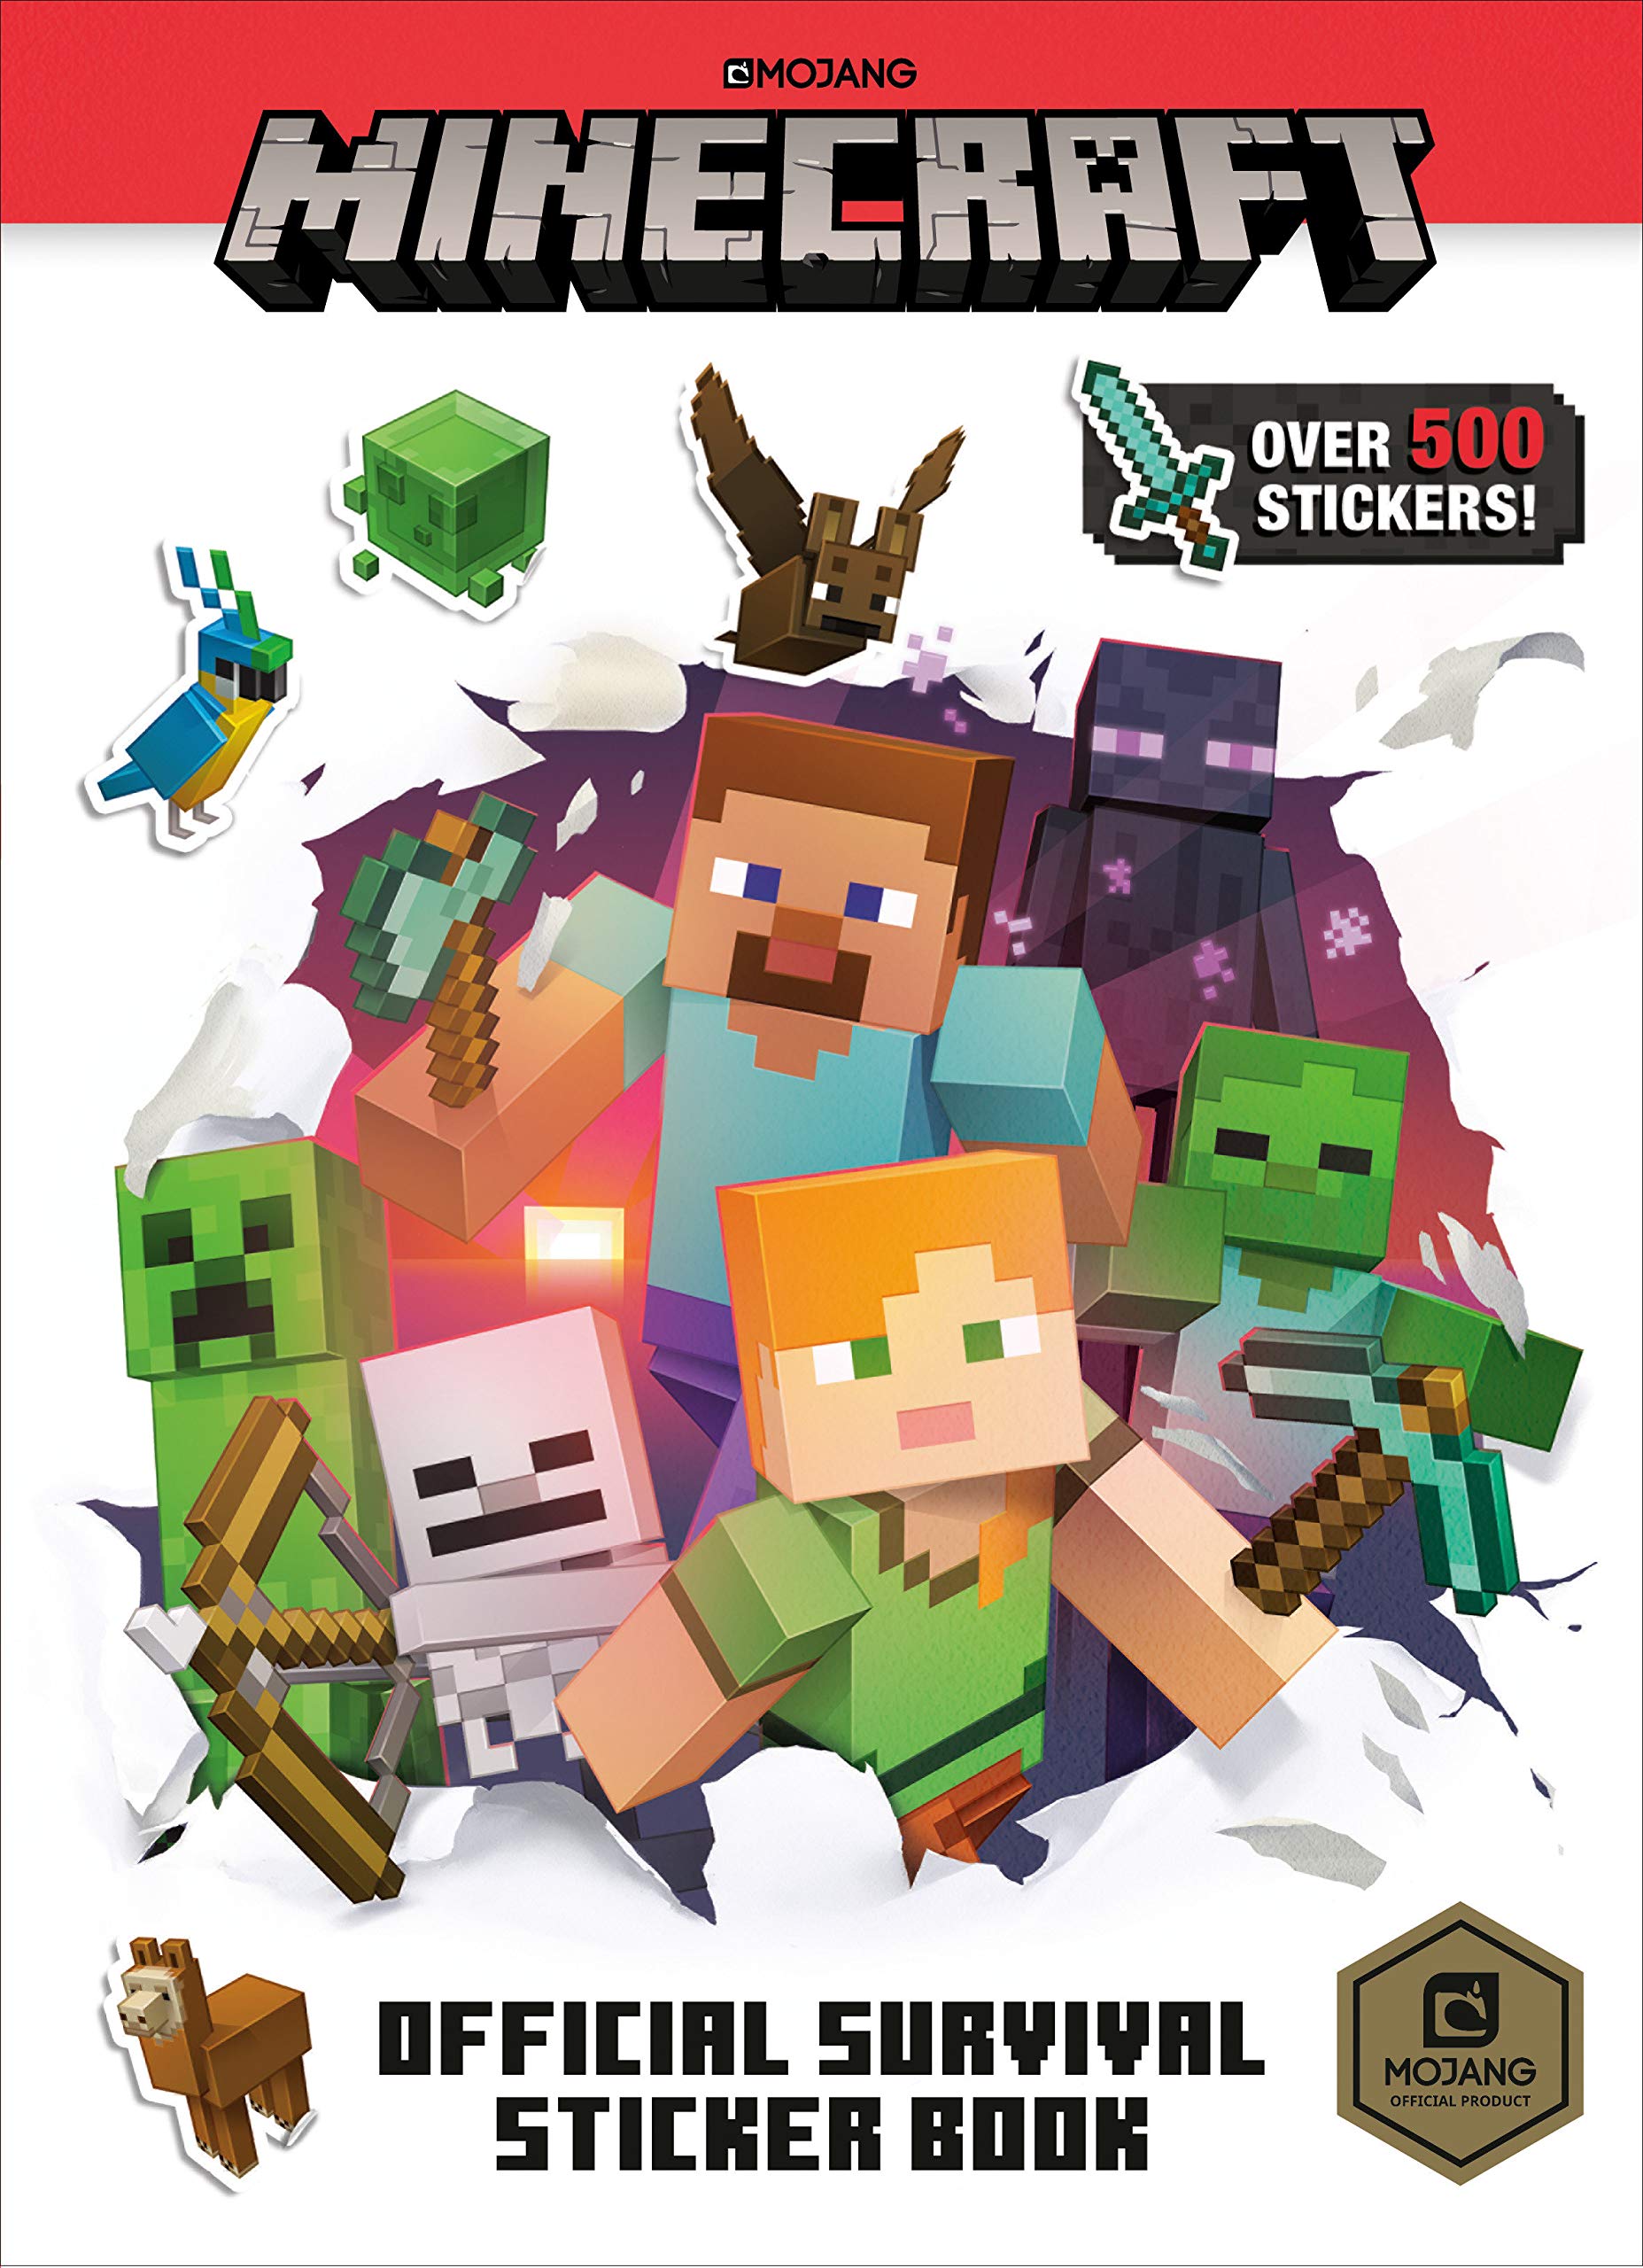 MOJANG
MINECRAFT
OVER 500
STICKERS!
OFFICIAL SURVIVAL
STICKER BOOK
MOJANG
OFFICIAL PRODUCT